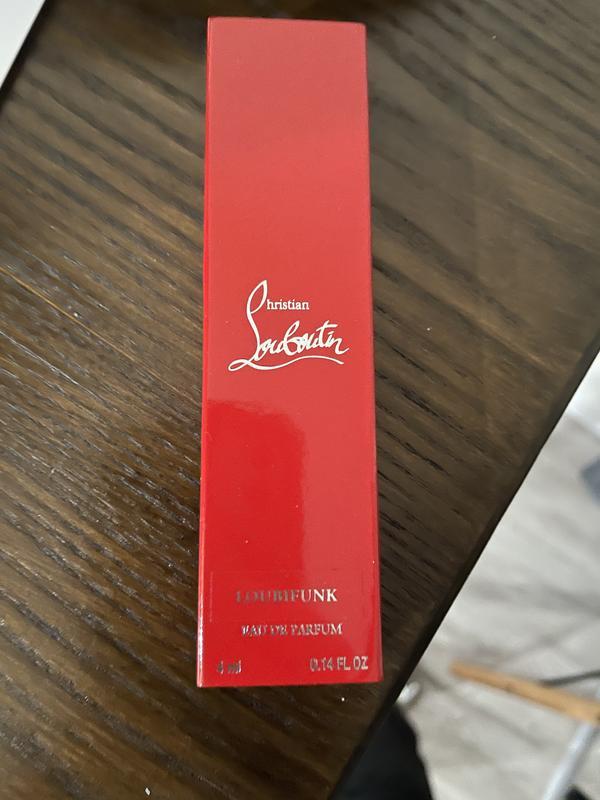 Christian
Louboutin
LOUBIFUNK
EAU DE PARFUM
4 ml 0.14 FL OZ